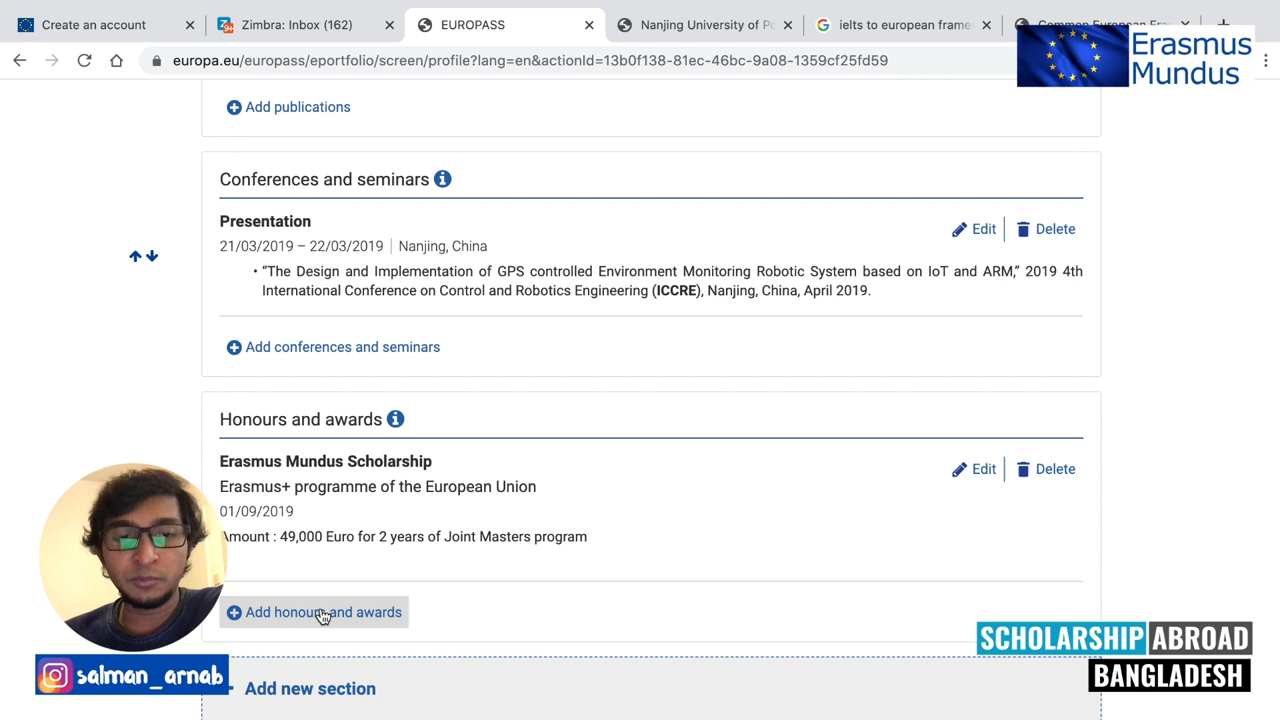 Create an account
Zimbra: Inbox (162)
EUROPASS
Nanjing University of Po
ielts to european frame
Common European Fra
europa.eu/europass/eportfolio/screen/profile?lang=en&actionId=13b0f138-81ec-46bc-9a08-1359cf25fd59
Erasmus
Mundus
Add publications
Conferences and seminars
Presentation
Edit
Delete
21/03/2019 – 22/03/2019
Nanjing, China
• “The Design and Implementation of GPS controlled Environment Monitoring Robotic System based on IoT and ARM,” 2019 4th
International Conference on Control and Robotics Engineering (ICCRE), Nanjing, China, April 2019.
Add conferences and seminars
Honours and awards
Erasmus Mundus Scholarship
Edit
Delete
Erasmus+ programme of the European Union
01/09/2019
Amount : 49,000 Euro for 2 years of Joint Masters program
Add honours and awards
SCHOLARSHIP ABROAD
BANGLADESH
salman_arnab
Add new section